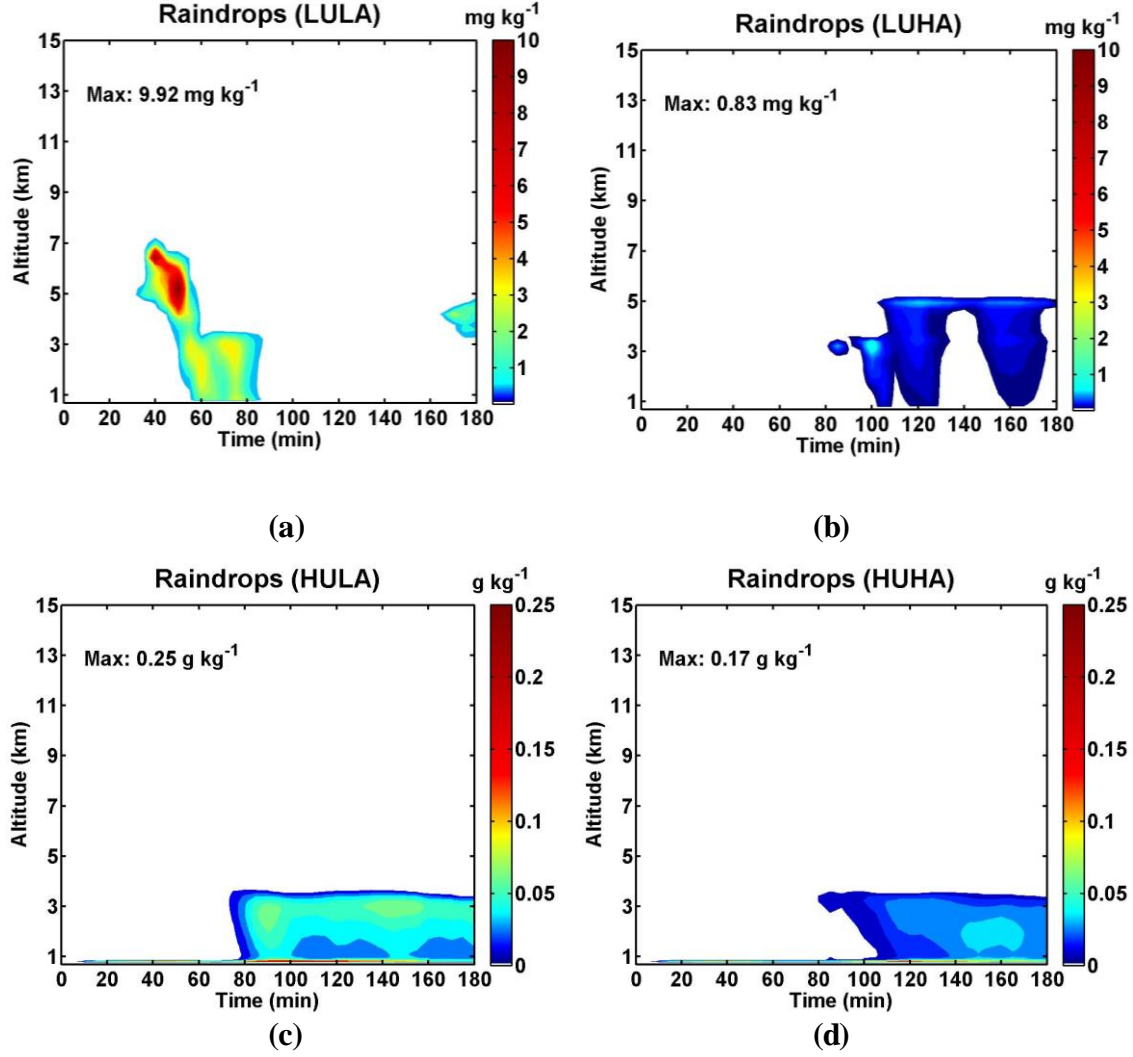 Raindrops (LULA)
mg kg-1
Max: 9.92 mg kg-1
15
13
11
9
7
5
3
1
Altitude (km)
0 20 40 60 80 100 120 140 160 180
Time (min)
10
9
8
7
6
5
4
3
2
1
(a)
Raindrops (LUHA)
mg kg-1
Max: 0.83 mg kg-1
15
13
11
9
7
5
3
1
Altitude (km)
0 20 40 60 80 100 120 140 160 180
Time (min)
10
9
8
7
6
5
4
3
2
1
(b)
Raindrops (HULA)
g kg-1
Max: 0.25 g kg-1
15
13
11
9
7
5
3
1
Altitude (km)
0 20 40 60 80 100 120 140 160 180
Time (min)
0.25
0.2
0.15
0.1
0.05
0
(c)
Raindrops (HUHA)
g kg-1
Max: 0.17 g kg-1
15
13
11
9
7
5
3
1
Altitude (km)
0 20 40 60 80 100 120 140 160 180
Time (min)
0.25
0.2
0.15
0.1
0.05
0
(d)